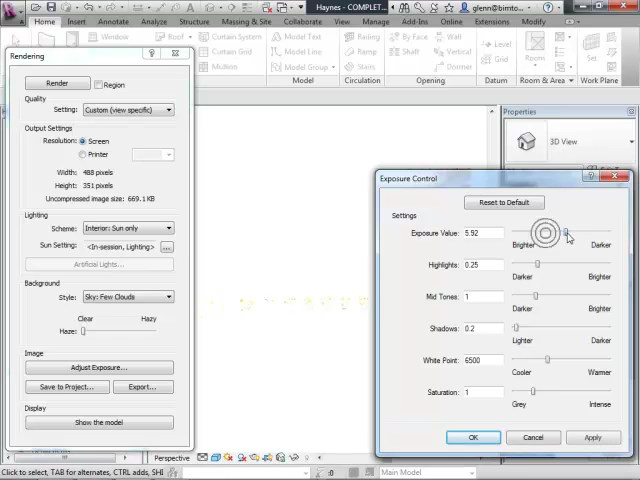 Haynes - COMPLET
glenn@bimto
Home Insert Annotate Analyze Structure Massing & Site Collaborate View Manage Add-Ins Extensions Modify
Window Curtain System Model Text Railing Room
Roof Curtain Grid Model Line Ramp
Mullion Model Group Stairs
Model Circulation Opening Datum Room & Area Work Plane
By Set
Rendering
Render Region
Quality
Setting: Custom (view specific)
Output Settings
Resolution: Screen
Printer
Width: 488 pixels
Height: 351 pixels
Uncompressed image size: 669.1 KB
Lighting
Scheme: Interior: Sun only
Sun Setting: <In-session, Lighting> ...
Artificial Lights...
Background
Style: Sky: Few Clouds
Clear Hazy
Haze:
Image
Adjust Exposure...
Save to Project... Export...
Display
Show the model
Properties
3D View
Exposure Control
Reset to Default
Settings
Exposure Value: 5.92
Brighter Darker
Highlights: 0.25
Darker Brighter
Mid Tones: 1
Darker Brighter
Shadows: 0.2
Lighter Darker
White Point: 6500
Cooler Warmer
Saturation: 1
Grey Intense
OK Cancel Apply
Perspective
Click to select, TAB for alternates, CTRL adds, SHI
:0 Main Model